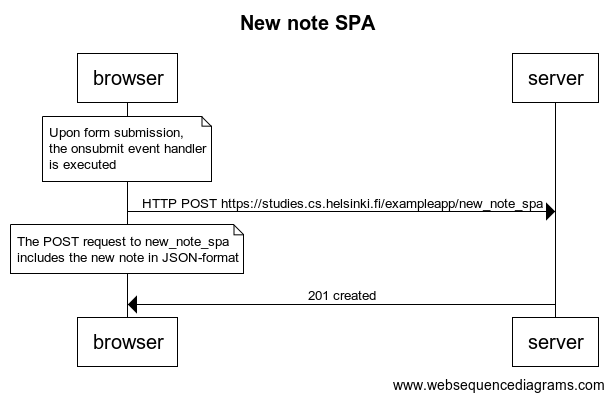 New note SPA
browser
server
Upon form submission,
the onsubmit event handler
is executed
HTTP POST https://studies.cs.helsinki.fi/exampleapp/new_note_spa
The POST request to new_note_spa
includes the new note in JSON-format
201 created
browser
server
www.websequencediagrams.com